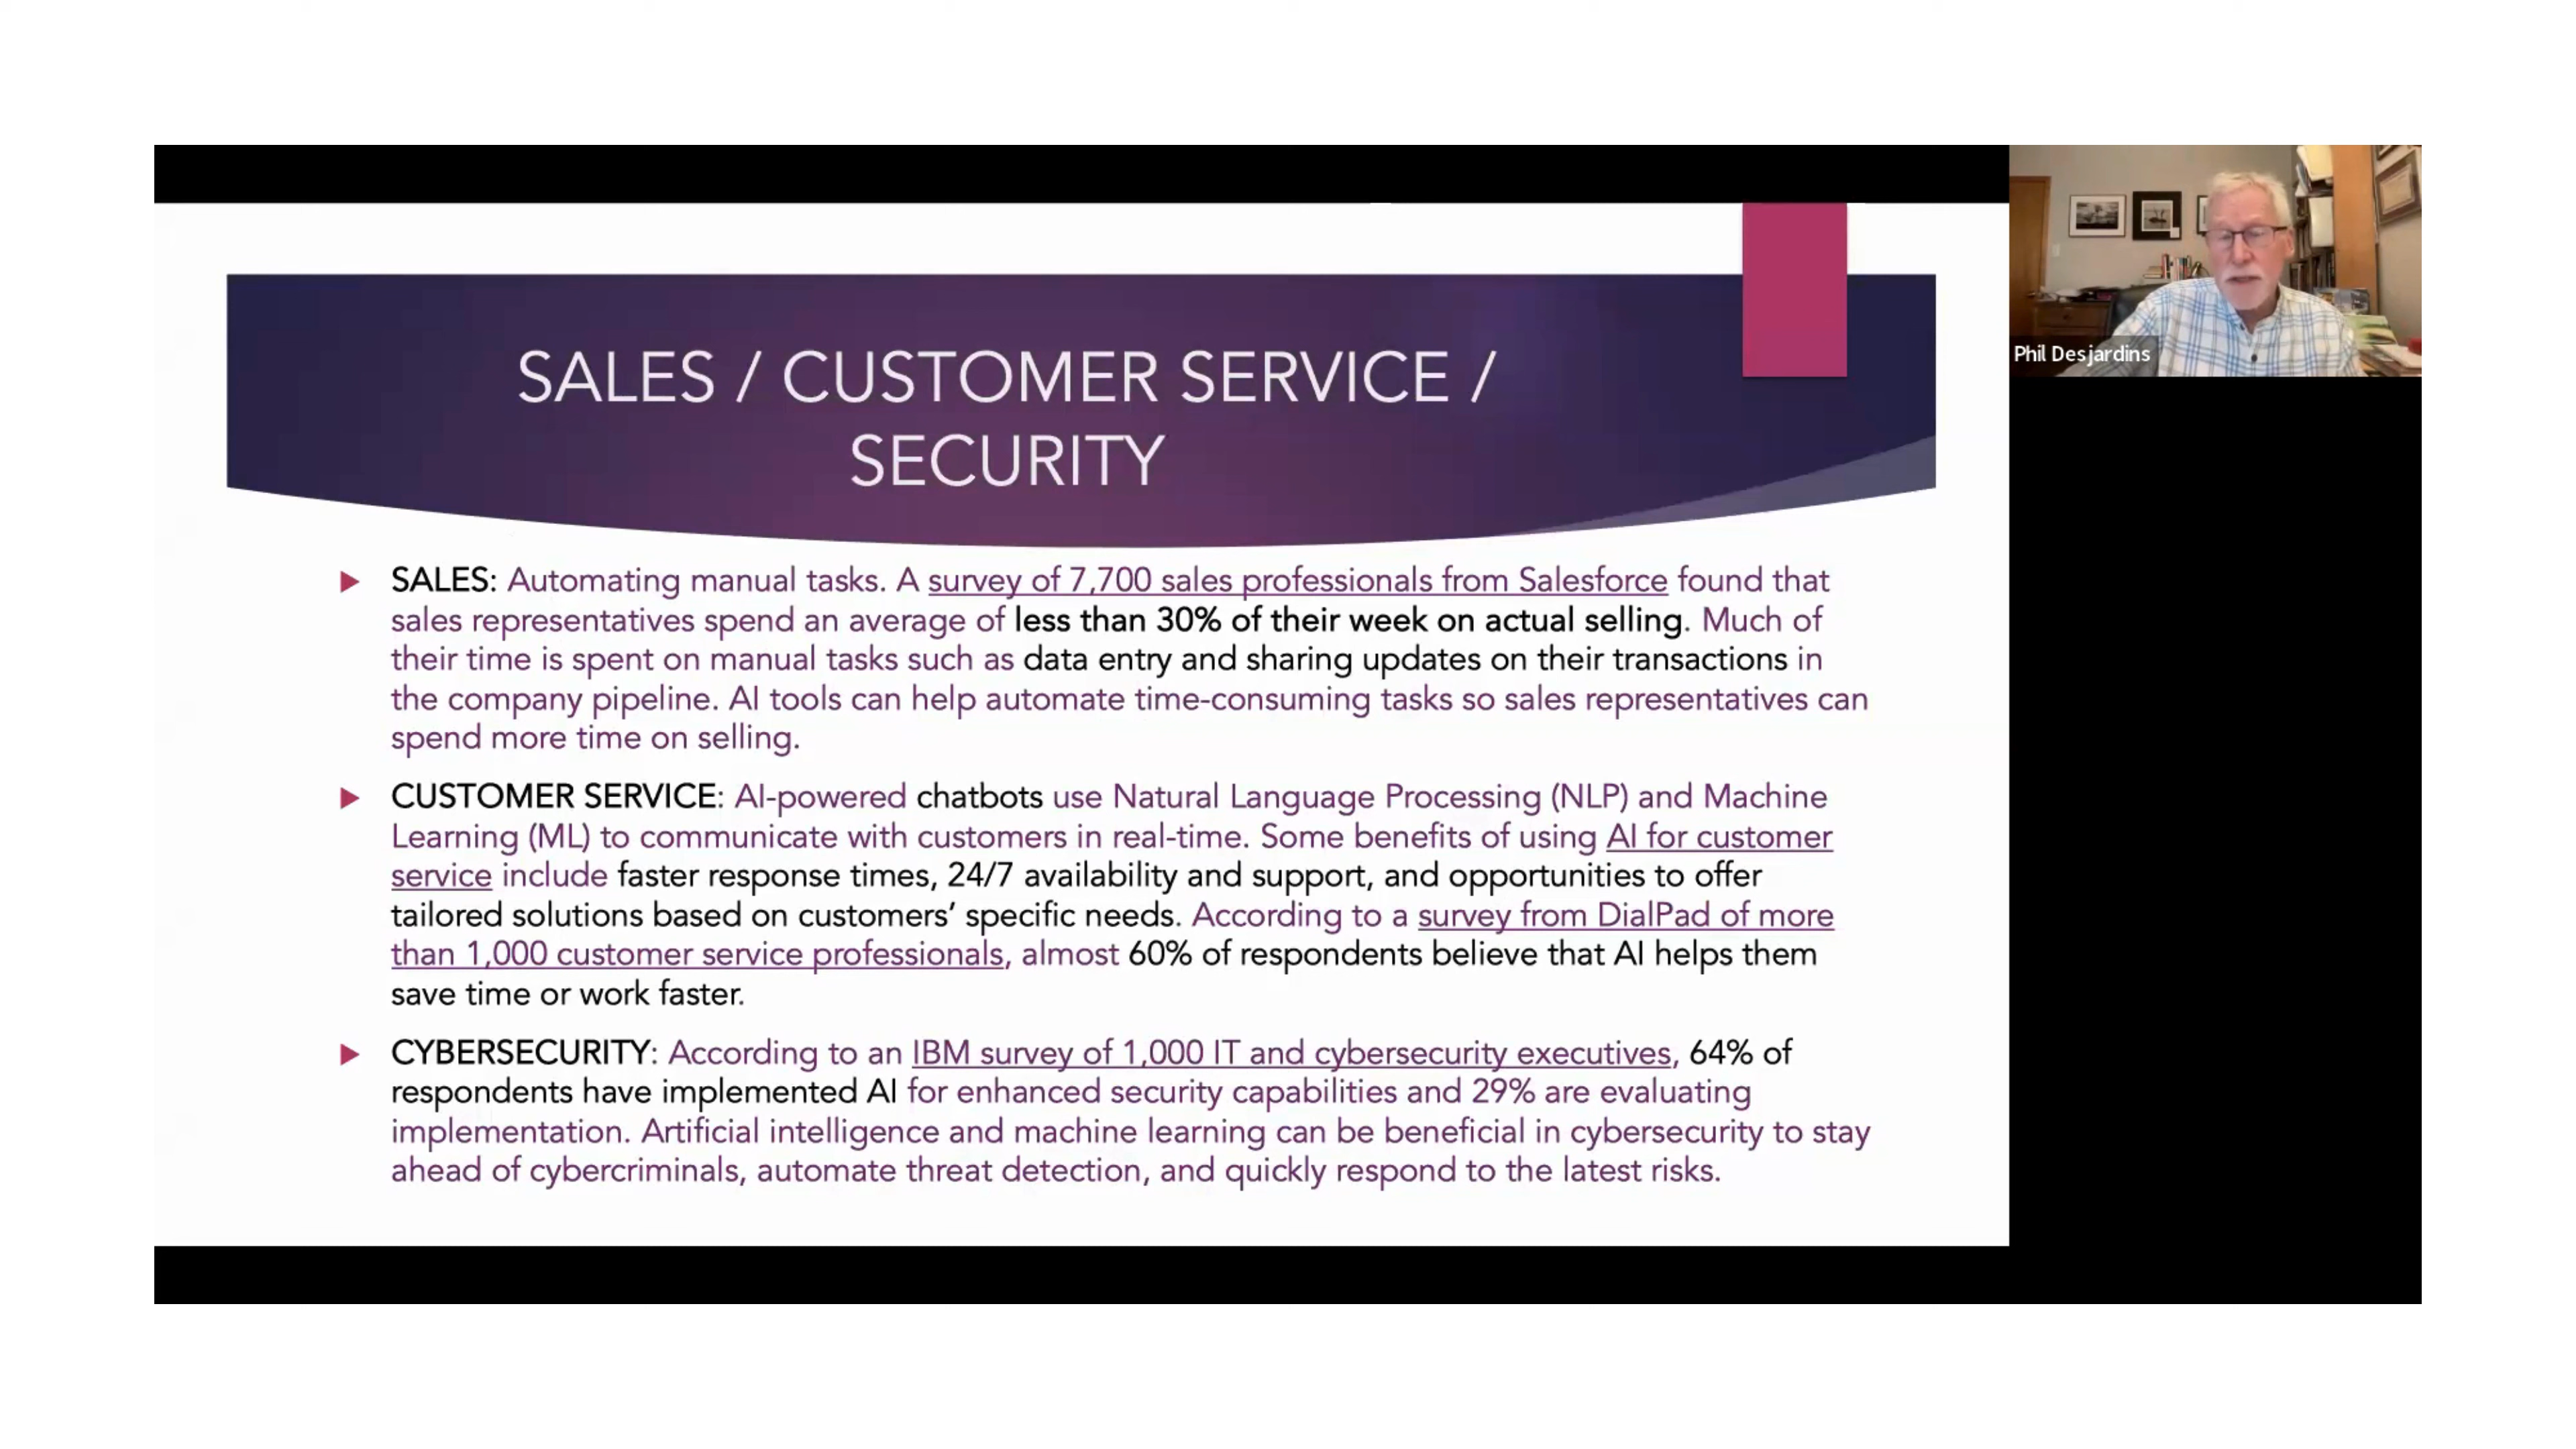 SALES / CUSTOMER SERVICE /
SECURITY
Phil Desjardins
SALES: Automating manual tasks. A survey of 7,700 sales professionals from Salesforce found that
sales representatives spend an average of less than 30% of their week on actual selling. Much of
their time is spent on manual tasks such as data entry and sharing updates on their transactions in
the company pipeline. AI tools can help automate time-consuming tasks so sales representatives can
spend more time on selling.
CUSTOMER SERVICE: AI-powered chatbots use Natural Language Processing (NLP) and Machine
Learning (ML) to communicate with customers in real-time. Some benefits of using AI for customer
service include faster response times, 24/7 availability and support, and opportunities to offer
tailored solutions based on customers’ specific needs. According to a survey from DialPad of more
than 1,000 customer service professionals, almost 60% of respondents believe that AI helps them
save time or work faster.
CYBERSECURITY: According to an IBM survey of 1,000 IT and cybersecurity executives, 64% of
respondents have implemented AI for enhanced security capabilities and 29% are evaluating
implementation. Artificial intelligence and machine learning can be beneficial in cybersecurity to stay
ahead of cybercriminals, automate threat detection, and quickly respond to the latest risks.